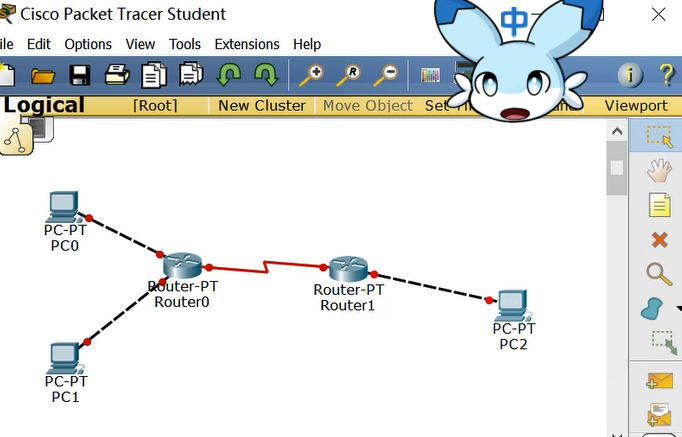 Cisco Packet Tracer Student
ile Edit Options View Tools Extensions Help
中
Logical [Root] New Cluster Move Object Set Viewport
PC-PT
PC0
Router-PT
Router0
Router-PT
Router1
PC-PT
PC2
PC-PT
PC1